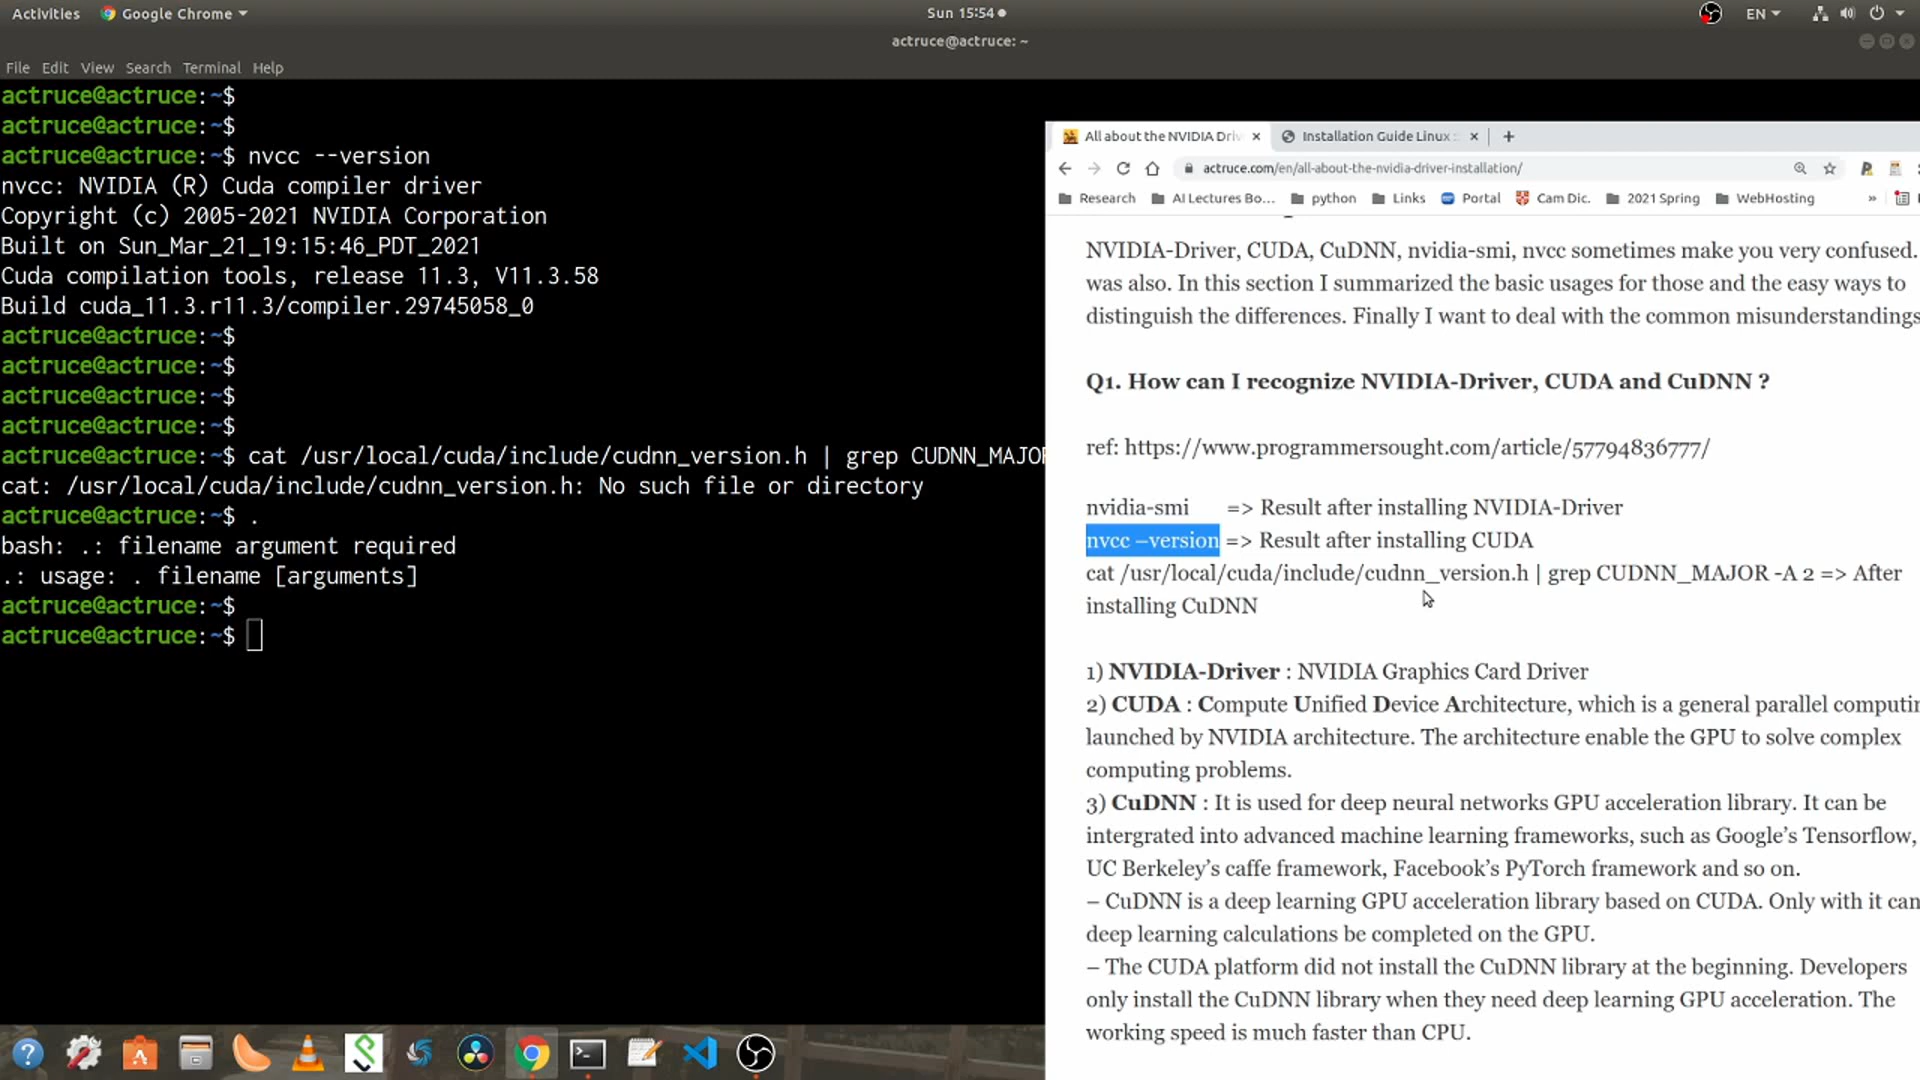 Activities Google Chrome Sun 15:54 EN
actruce@actruce: ~
File Edit View Search Terminal Help
actruce@actruce:~$
actruce@actruce:~$
actruce@actruce:~$ nvcc --version
nvcc: NVIDIA (R) Cuda compiler driver
Copyright (c) 2005-2021 NVIDIA Corporation
Built on Sun_Mar_21_19:15:46_PDT_2021
Cuda compilation tools, release 11.3, V11.3.58
Build cuda_11.3.r11.3/compiler.29745058_0
actruce@actruce:~$
actruce@actruce:~$
actruce@actruce:~$
actruce@actruce:~$
actruce@actruce:~$ cat /usr/local/cuda/include/cudnn_version.h | grep CUDNN_MAJOR
cat: /usr/local/cuda/include/cudnn_version.h: No such file or directory
actruce@actruce:~$ .
bash: .: filename argument required
.: usage: . filename [arguments]
actruce@actruce:~$
actruce@actruce:~$
All about the NVIDIA Driv Installation Guide Linux :
actruce.com/en/all-about-the-nvidia-driver-installation/
Research AI Lectures Bo... python Links Portal Cam Dic. 2021 Spring WebHosting »
NVIDIA-Driver, CUDA, CuDNN, nvidia-smi, nvcc sometimes make you very confused.
was also. In this section I summarized the basic usages for those and the easy ways to
distinguish the differences. Finally I want to deal with the common misunderstandings
Q1. How can I recognize NVIDIA-Driver, CUDA and CuDNN ?
ref: https://www.programmersought.com/article/57794836777/
nvidia-smi => Result after installing NVIDIA-Driver
nvcc –version => Result after installing CUDA
cat /usr/local/cuda/include/cudnn_version.h | grep CUDNN_MAJOR -A 2 => After
installing CuDNN
1) NVIDIA-Driver : NVIDIA Graphics Card Driver
2) CUDA : Compute Unified Device Architecture, which is a general parallel computin
launched by NVIDIA architecture. The architecture enable the GPU to solve complex
computing problems.
3) CuDNN : It is used for deep neural networks GPU acceleration library. It can be
intergrated into advanced machine learning frameworks, such as Google’s Tensorflow,
UC Berkeley’s caffe framework, Facebook’s PyTorch framework and so on.
– CuDNN is a deep learning GPU acceleration library based on CUDA. Only with it can
deep learning calculations be completed on the GPU.
– The CUDA platform did not install the CuDNN library at the beginning. Developers
only install the CuDNN library when they need deep learning GPU acceleration. The
working speed is much faster than CPU.